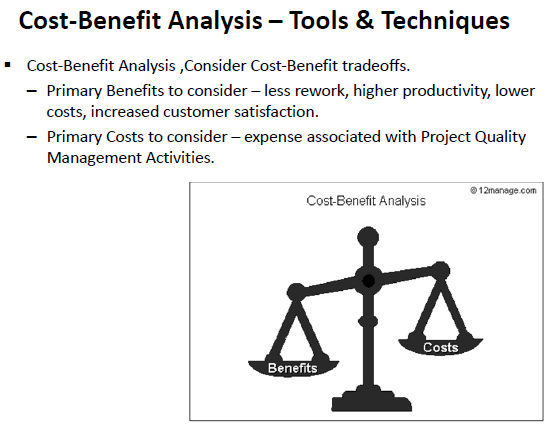 Cost-Benefit Analysis – Tools & Techniques
▪ Cost-Benefit Analysis ,Consider Cost-Benefit tradeoffs.
– Primary Benefits to consider – less rework, higher productivity, lower
costs, increased customer satisfaction.
– Primary Costs to consider – expense associated with Project Quality
Management Activities.
© 12manage.com
Cost-Benefit Analysis
Costs
Benefits